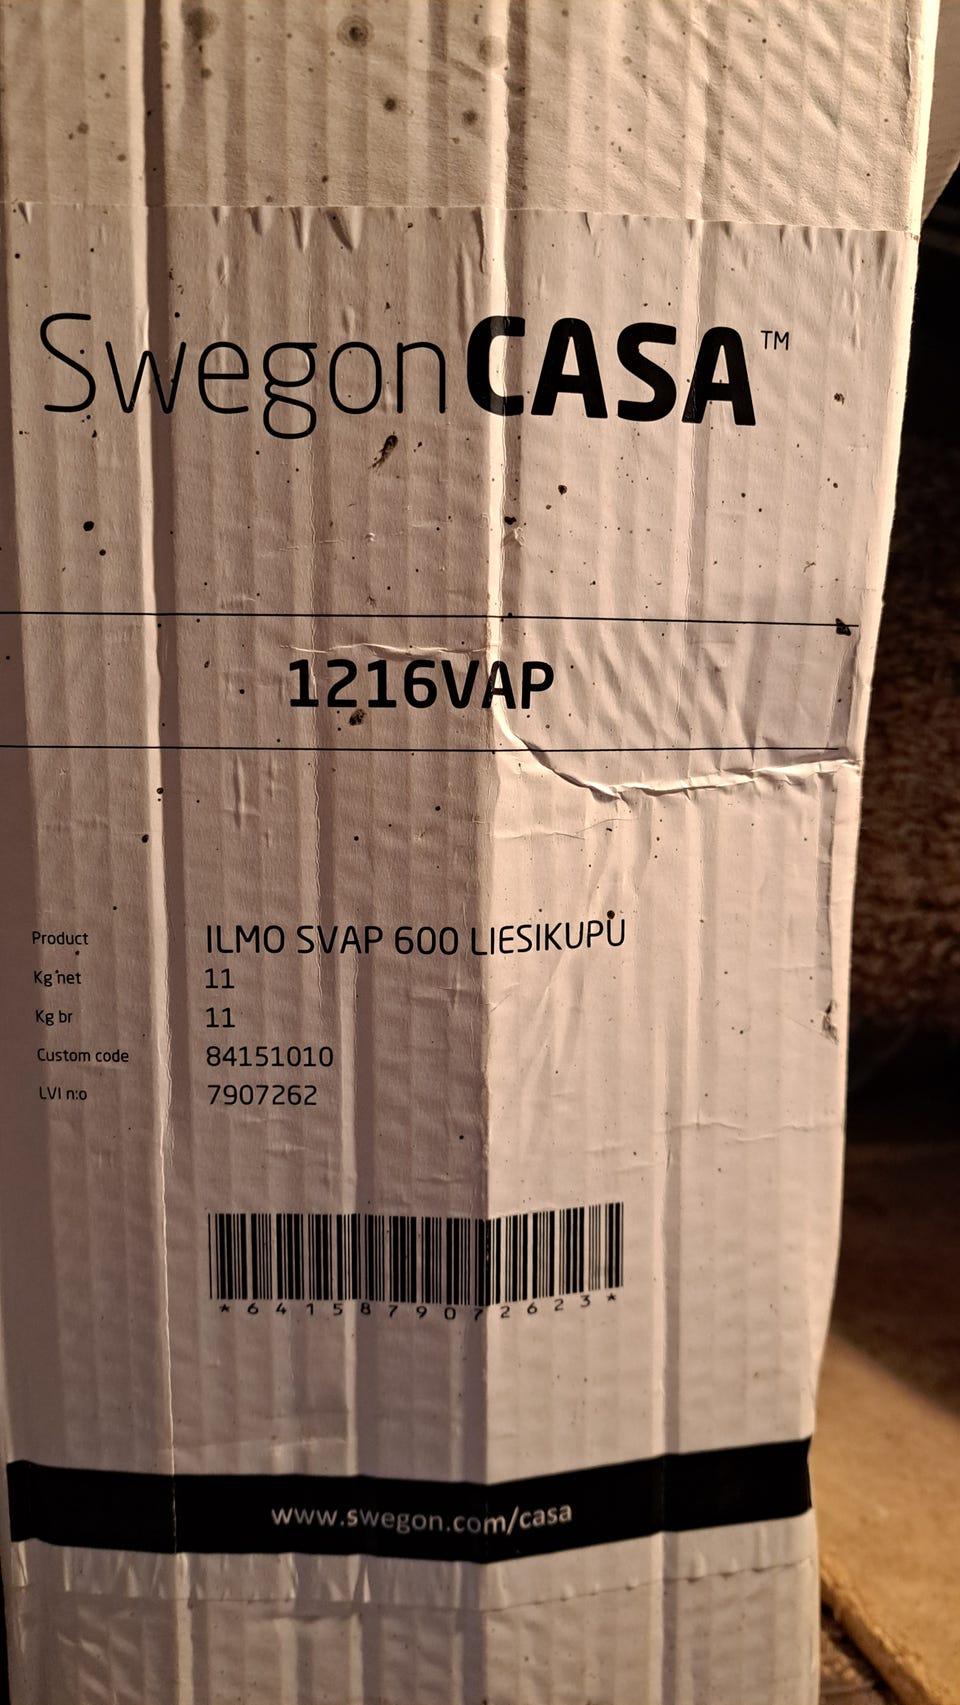 SwegonCASA™
1216VAP
Product ILMO SVAP 600 LIESIKUPU
Kg net 11
Kg br 11
Custom code 84151010
LVI n:o 7907262
*6415879072623*
www.swegon.com/casa